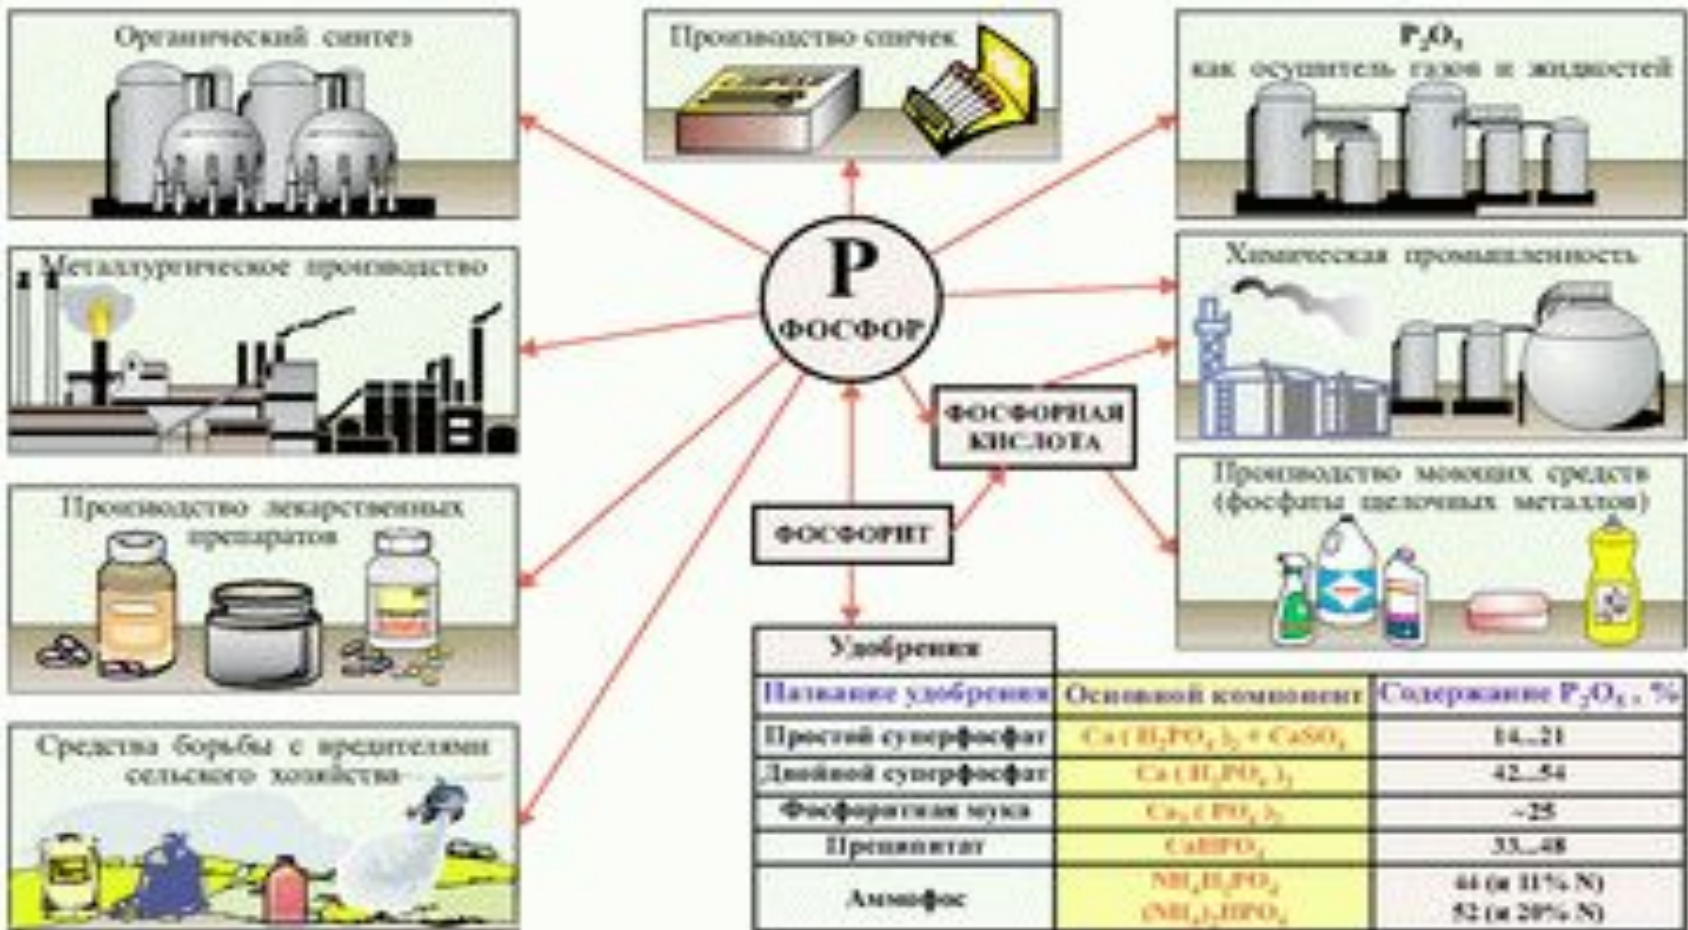 Органический синтез
Производство спичек
P₂O₅
как осушитель газов и жидкостей
Металлургическое производство
P
ФОСФОР
Химическая промышленность
ФОСФОРНАЯ
КИСЛОТА
Производство лекарственных
препаратов
ФОСФОРИТ
Производство моющих средств
(фосфаты щелочных металлов)
Средства борьбы с вредителями
сельского хозяйства
Удобрения
Название удобрения Основной компонент Содержание P₂O₅ , %
Простой суперфосфат Ca ( H₂PO₄ )₂ + CaSO₄ 14...21
Двойной суперфосфат Ca ( H₂PO₄ )₂ 42...54
Фосфоритная мука Ca₃ ( PO₄ )₂ ~25
Преципитат CaHPO₄ 33...48
Аммофос
NH₄H₂PO₄ 44 (и 11% N)
(NH₄)₂HPO₄ 52 (и 20% N)